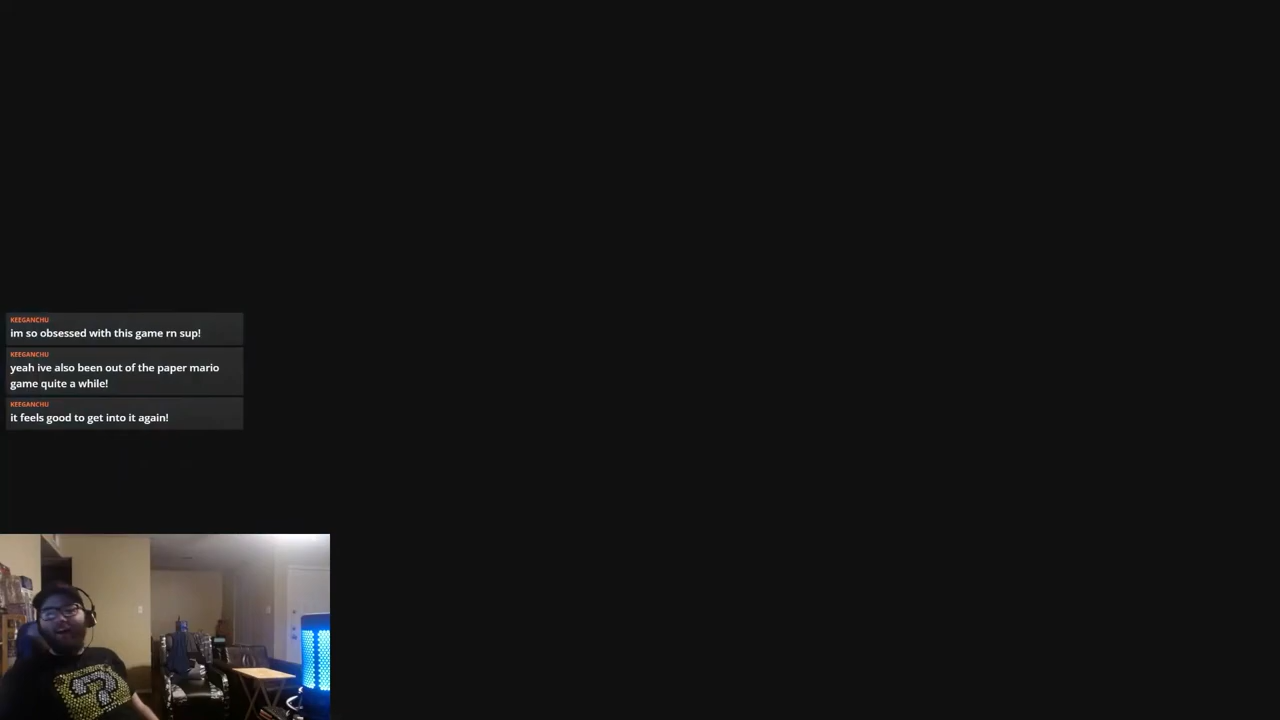 KEEGANCHU
im so obsessed with this game rn sup!
KEEGANCHU
yeah ive also been out of the paper mario
game quite a while!
KEEGANCHU
it feels good to get into it again!